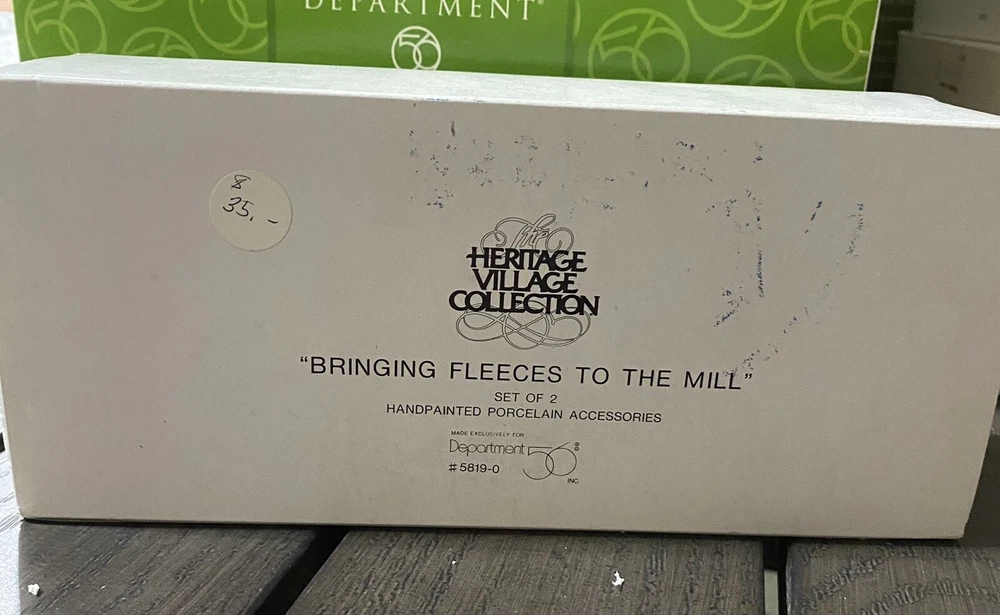 DEPARTMENT®
56
8
35,-
The
HERITAGE
VILLAGE
COLLECTION
“BRINGING FLEECES TO THE MILL”
SET OF 2
HANDPAINTED PORCELAIN ACCESSORIES
MADE EXCLUSIVELY FOR
Department 56®
#5819-0
INC